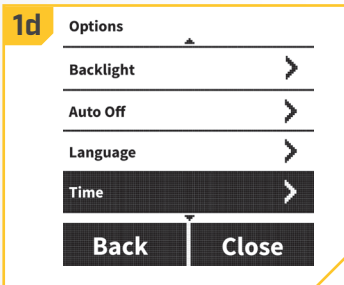 1d
Options
Backlight
Auto Off
Language
Time
Back Close